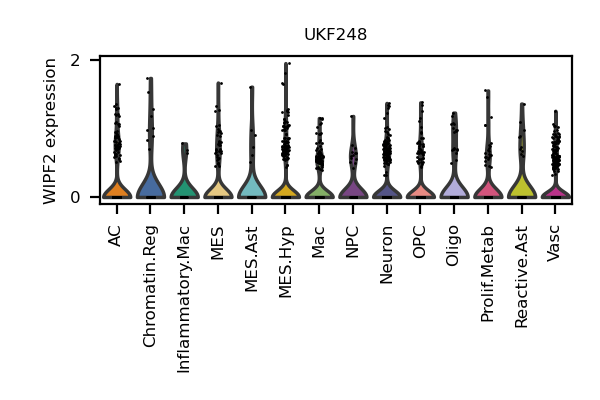 UKF248
WIPF2 expression
2
0
AC
Chromatin.Reg
Inflammatory.Mac
MES
MES.Ast
MES.Hyp
Mac
NPC
Neuron
OPC
Oligo
Prolif.Metab
Reactive.Ast
Vasc